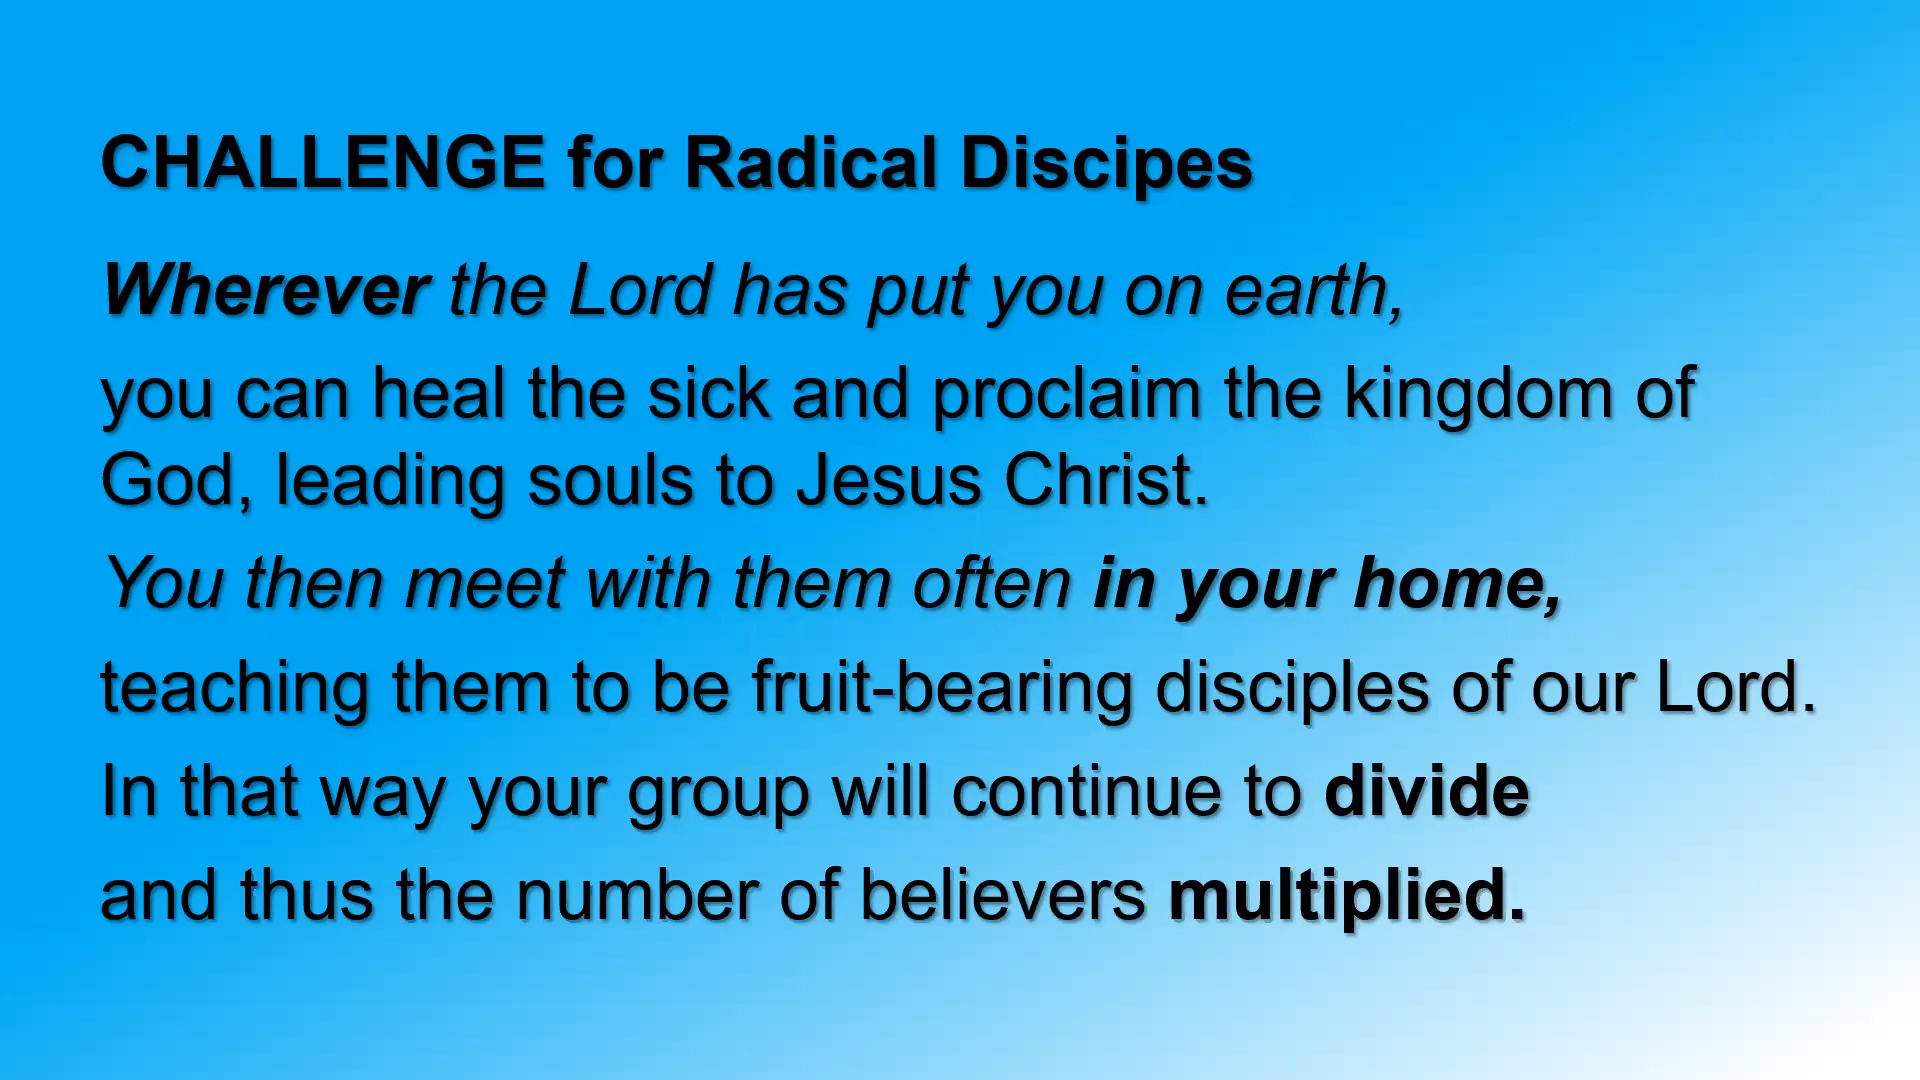 CHALLENGE for Radical Discipes
Wherever the Lord has put you on earth,
you can heal the sick and proclaim the kingdom of
God, leading souls to Jesus Christ.
You then meet with them often in your home,
teaching them to be fruit-bearing disciples of our Lord.
In that way your group will continue to divide
and thus the number of believers multiplied.